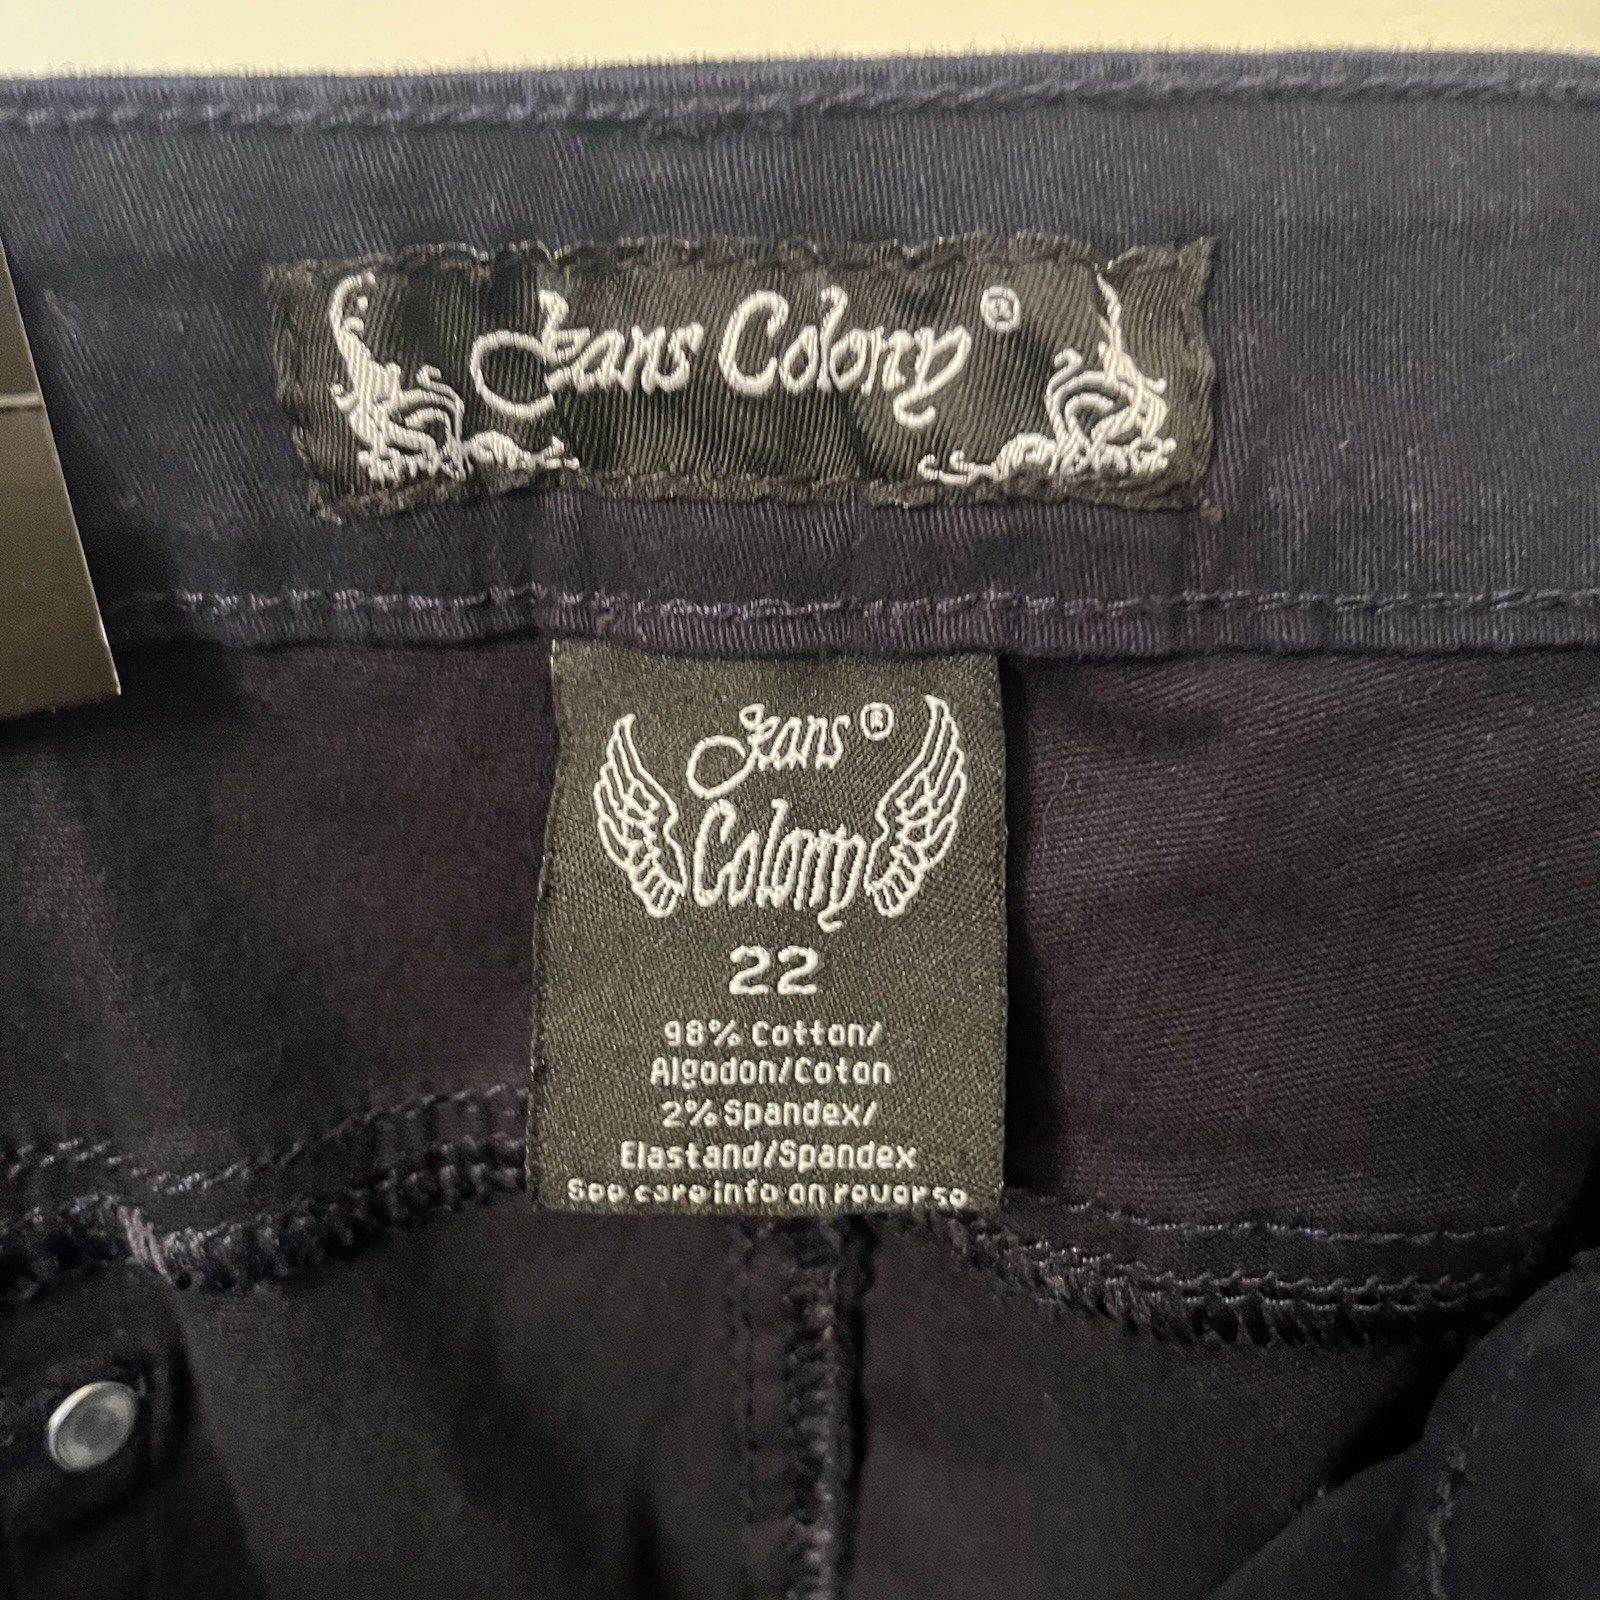 Jeans Colony ®
Jeans ®
Colony
22
98% Cotton/
Algodon/Coton
2% Spandex/
Elastand/Spandex
See care info on reverse